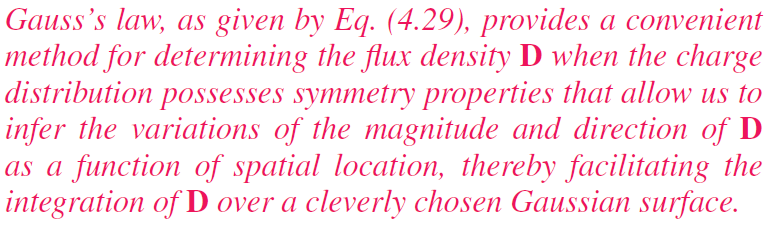 Gauss's law, as given by Eq. (4.29), provides a convenient
method for determining the flux density D when the charge
distribution possesses symmetry properties that allow us to
infer the variations of the magnitude and direction of D
as a function of spatial location, thereby facilitating the
integration of D over a cleverly chosen Gaussian surface.